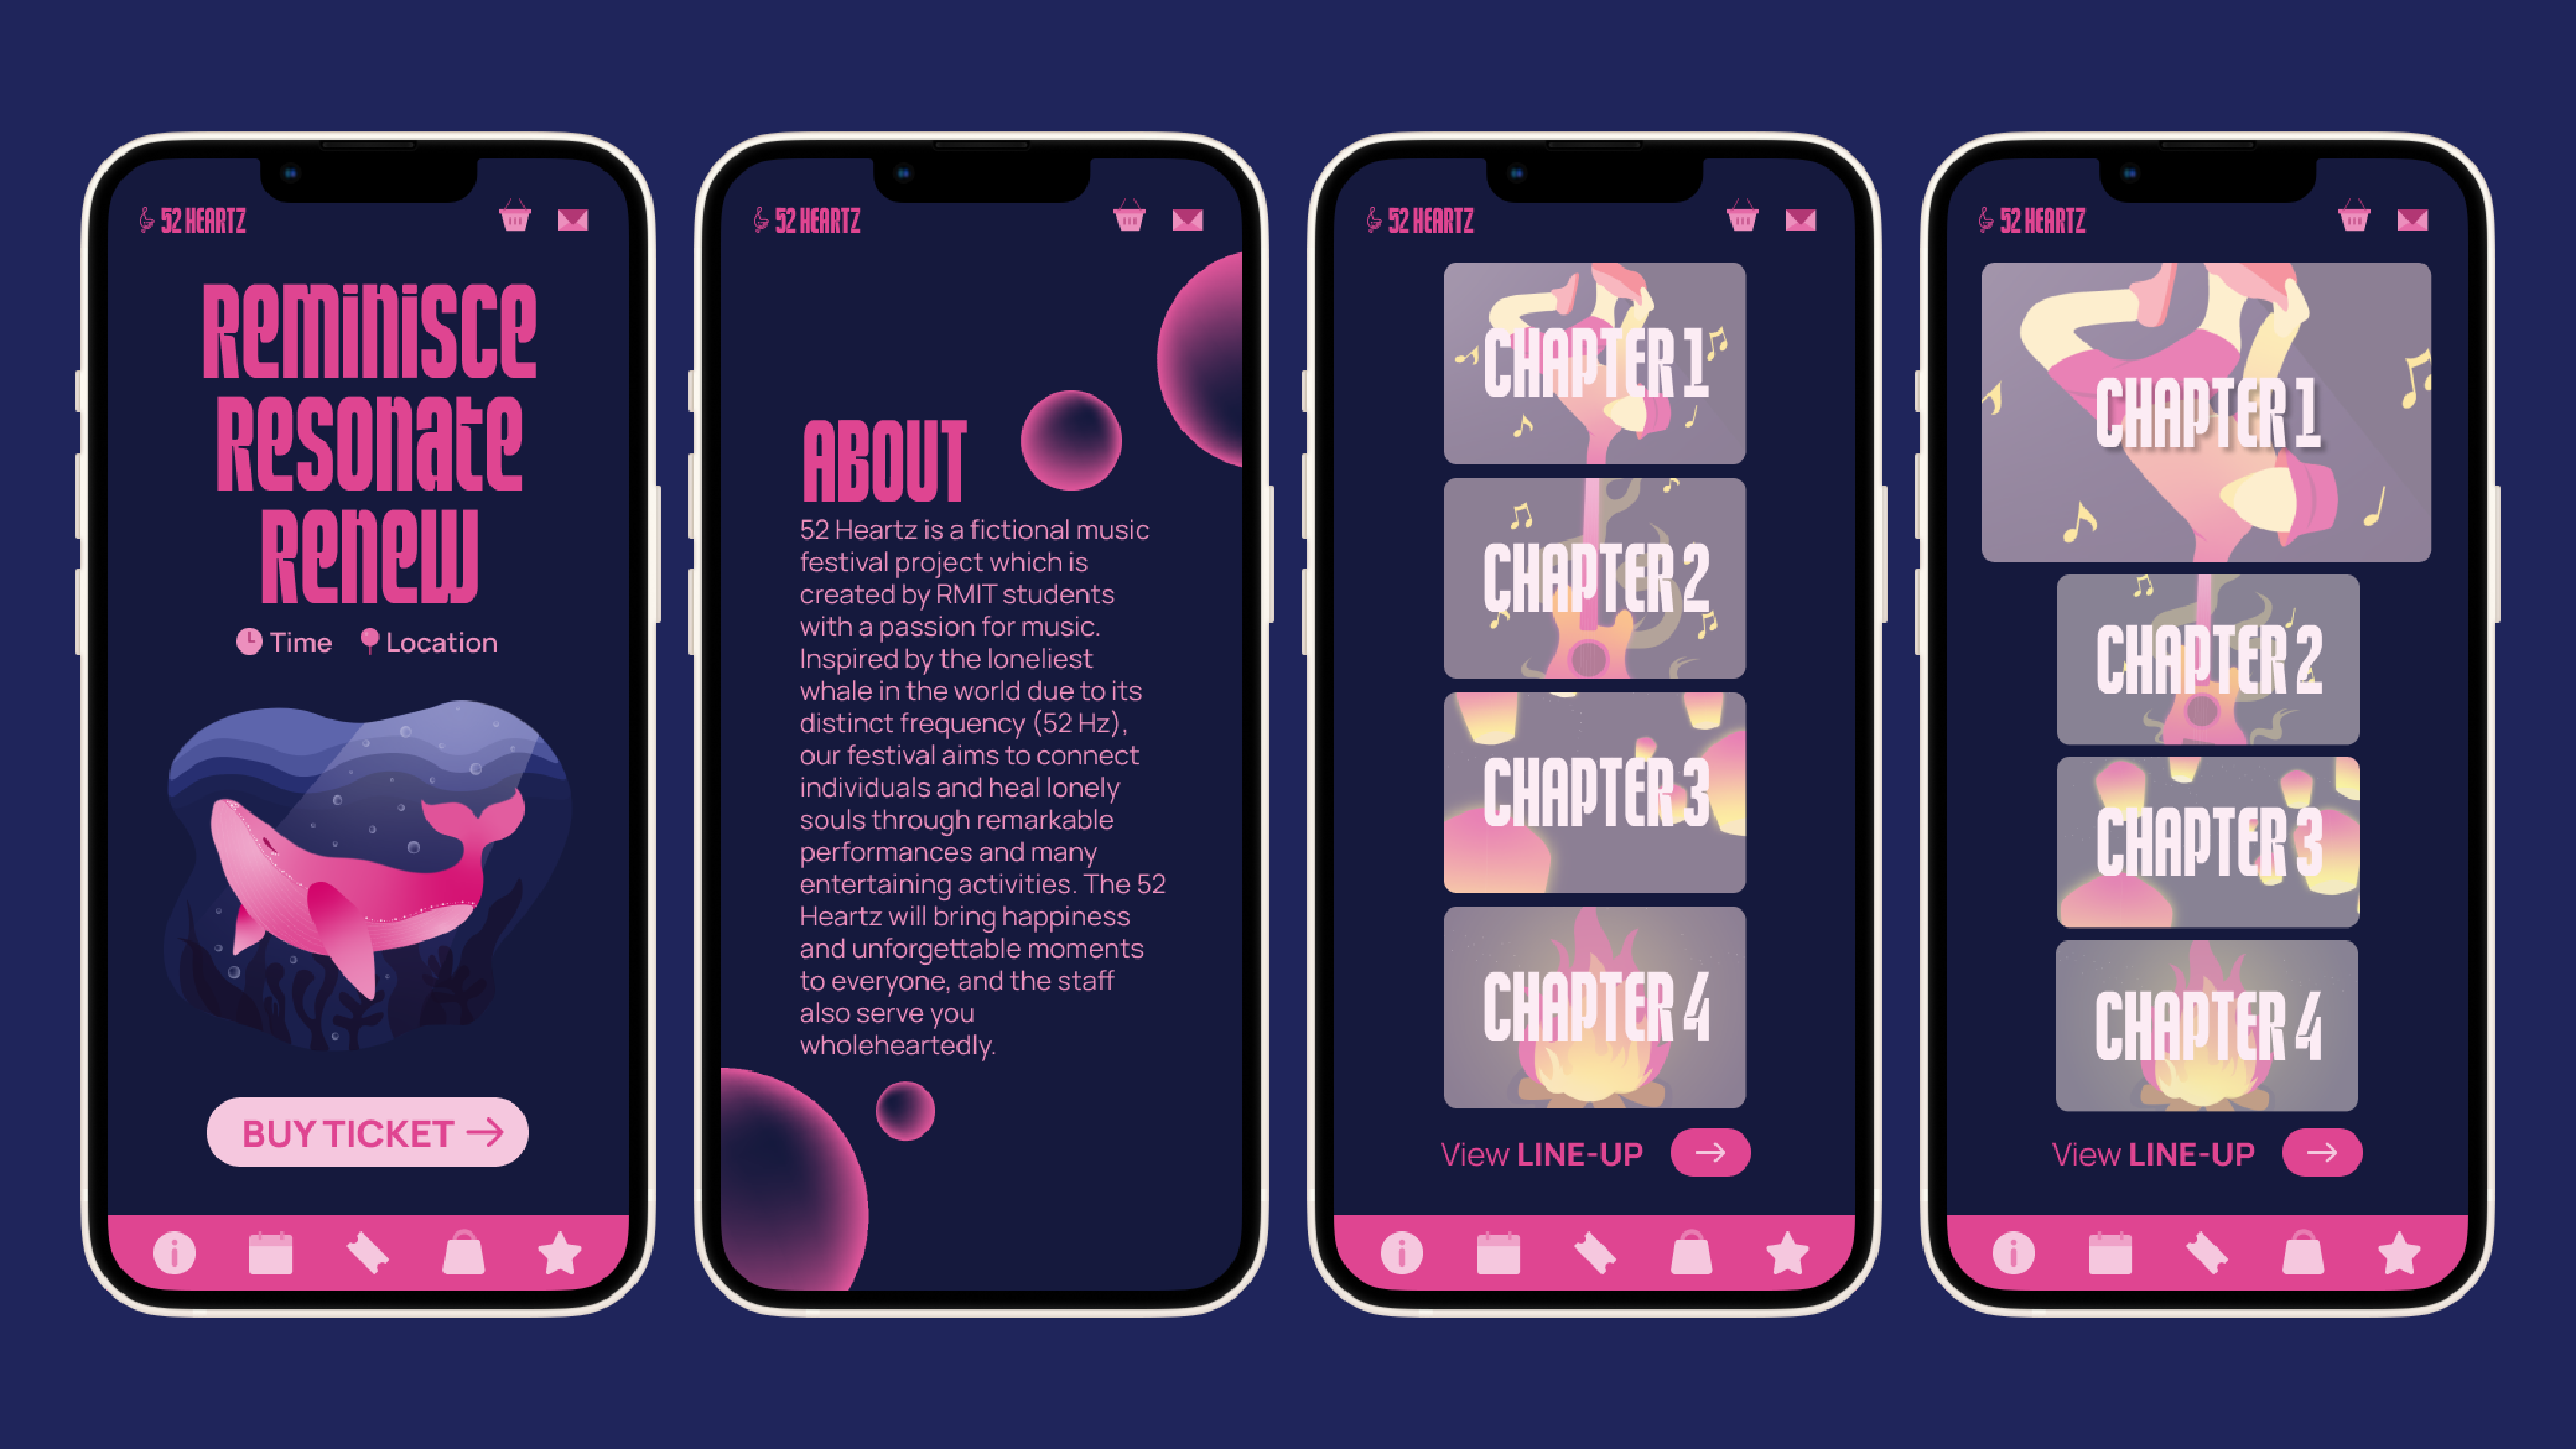 52 HEARTZ
Reminisce
Resonate
Renew
Time Location
BUY TICKET
52 HEARTZ
ABOUT
52 Heartz is a fictional music
festival project which is
created by RMIT students
with a passion for music.
Inspired by the loneliest
whale in the world due to its
distinct frequency (52 Hz),
our festival aims to connect
individuals and heal lonely
souls through remarkable
performances and many
entertaining activities. The 52
Heartz will bring happiness
and unforgettable moments
to everyone, and the staff
also serve you
wholeheartedly.
52 HEARTZ
CHAPTER 1
CHAPTER 2
CHAPTER 3
CHAPTER 4
View LINE-UP
52 HEARTZ
CHAPTER 1
CHAPTER 2
CHAPTER 3
CHAPTER 4
View LINE-UP